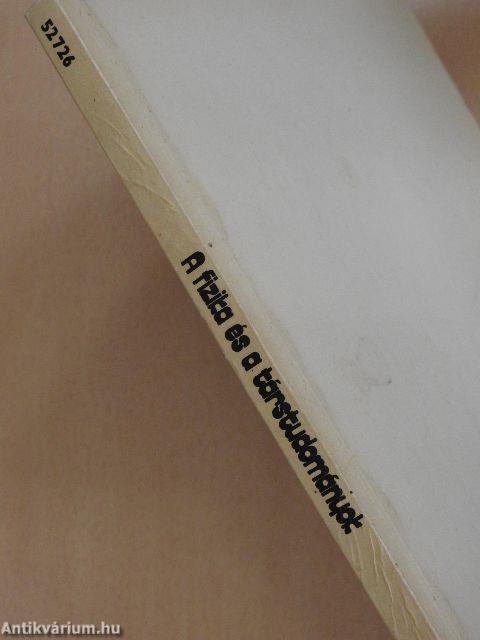 52726
A fizika és a társtudományok
Antikvárium.hu